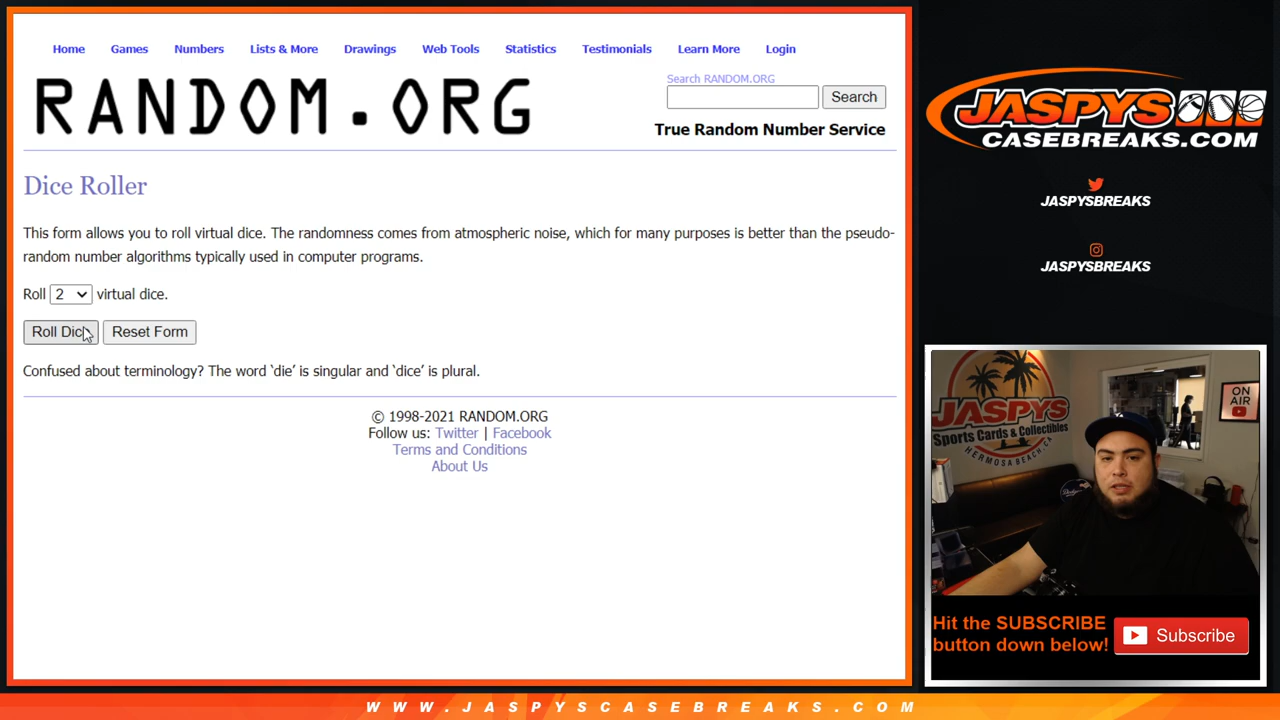 Home Games Numbers Lists & More Drawings Web Tools Statistics Testimonials Learn More Login
RANDOM.ORG
Search RANDOM.ORG
Search
True Random Number Service
Dice Roller
This form allows you to roll virtual dice. The randomness comes from atmospheric noise, which for many purposes is better than the pseudo-
random number algorithms typically used in computer programs.
Roll 2 virtual dice.
Roll Dice Reset Form
Confused about terminology? The word ‘die’ is singular and ‘dice’ is plural.
© 1998-2021 RANDOM.ORG
Follow us: Twitter | Facebook
Terms and Conditions
About Us
JASPYS
CASEBREAKS.COM
JASPYSBREAKS
JASPYSBREAKS
JASPYS
Sports Cards & Collectibles
HERMOSA BEACH, CA
ON
AIR
Dodgers
Hit the SUBSCRIBE
button down below!
Subscribe
WWW.JASPYSCASEBREAKS.COM